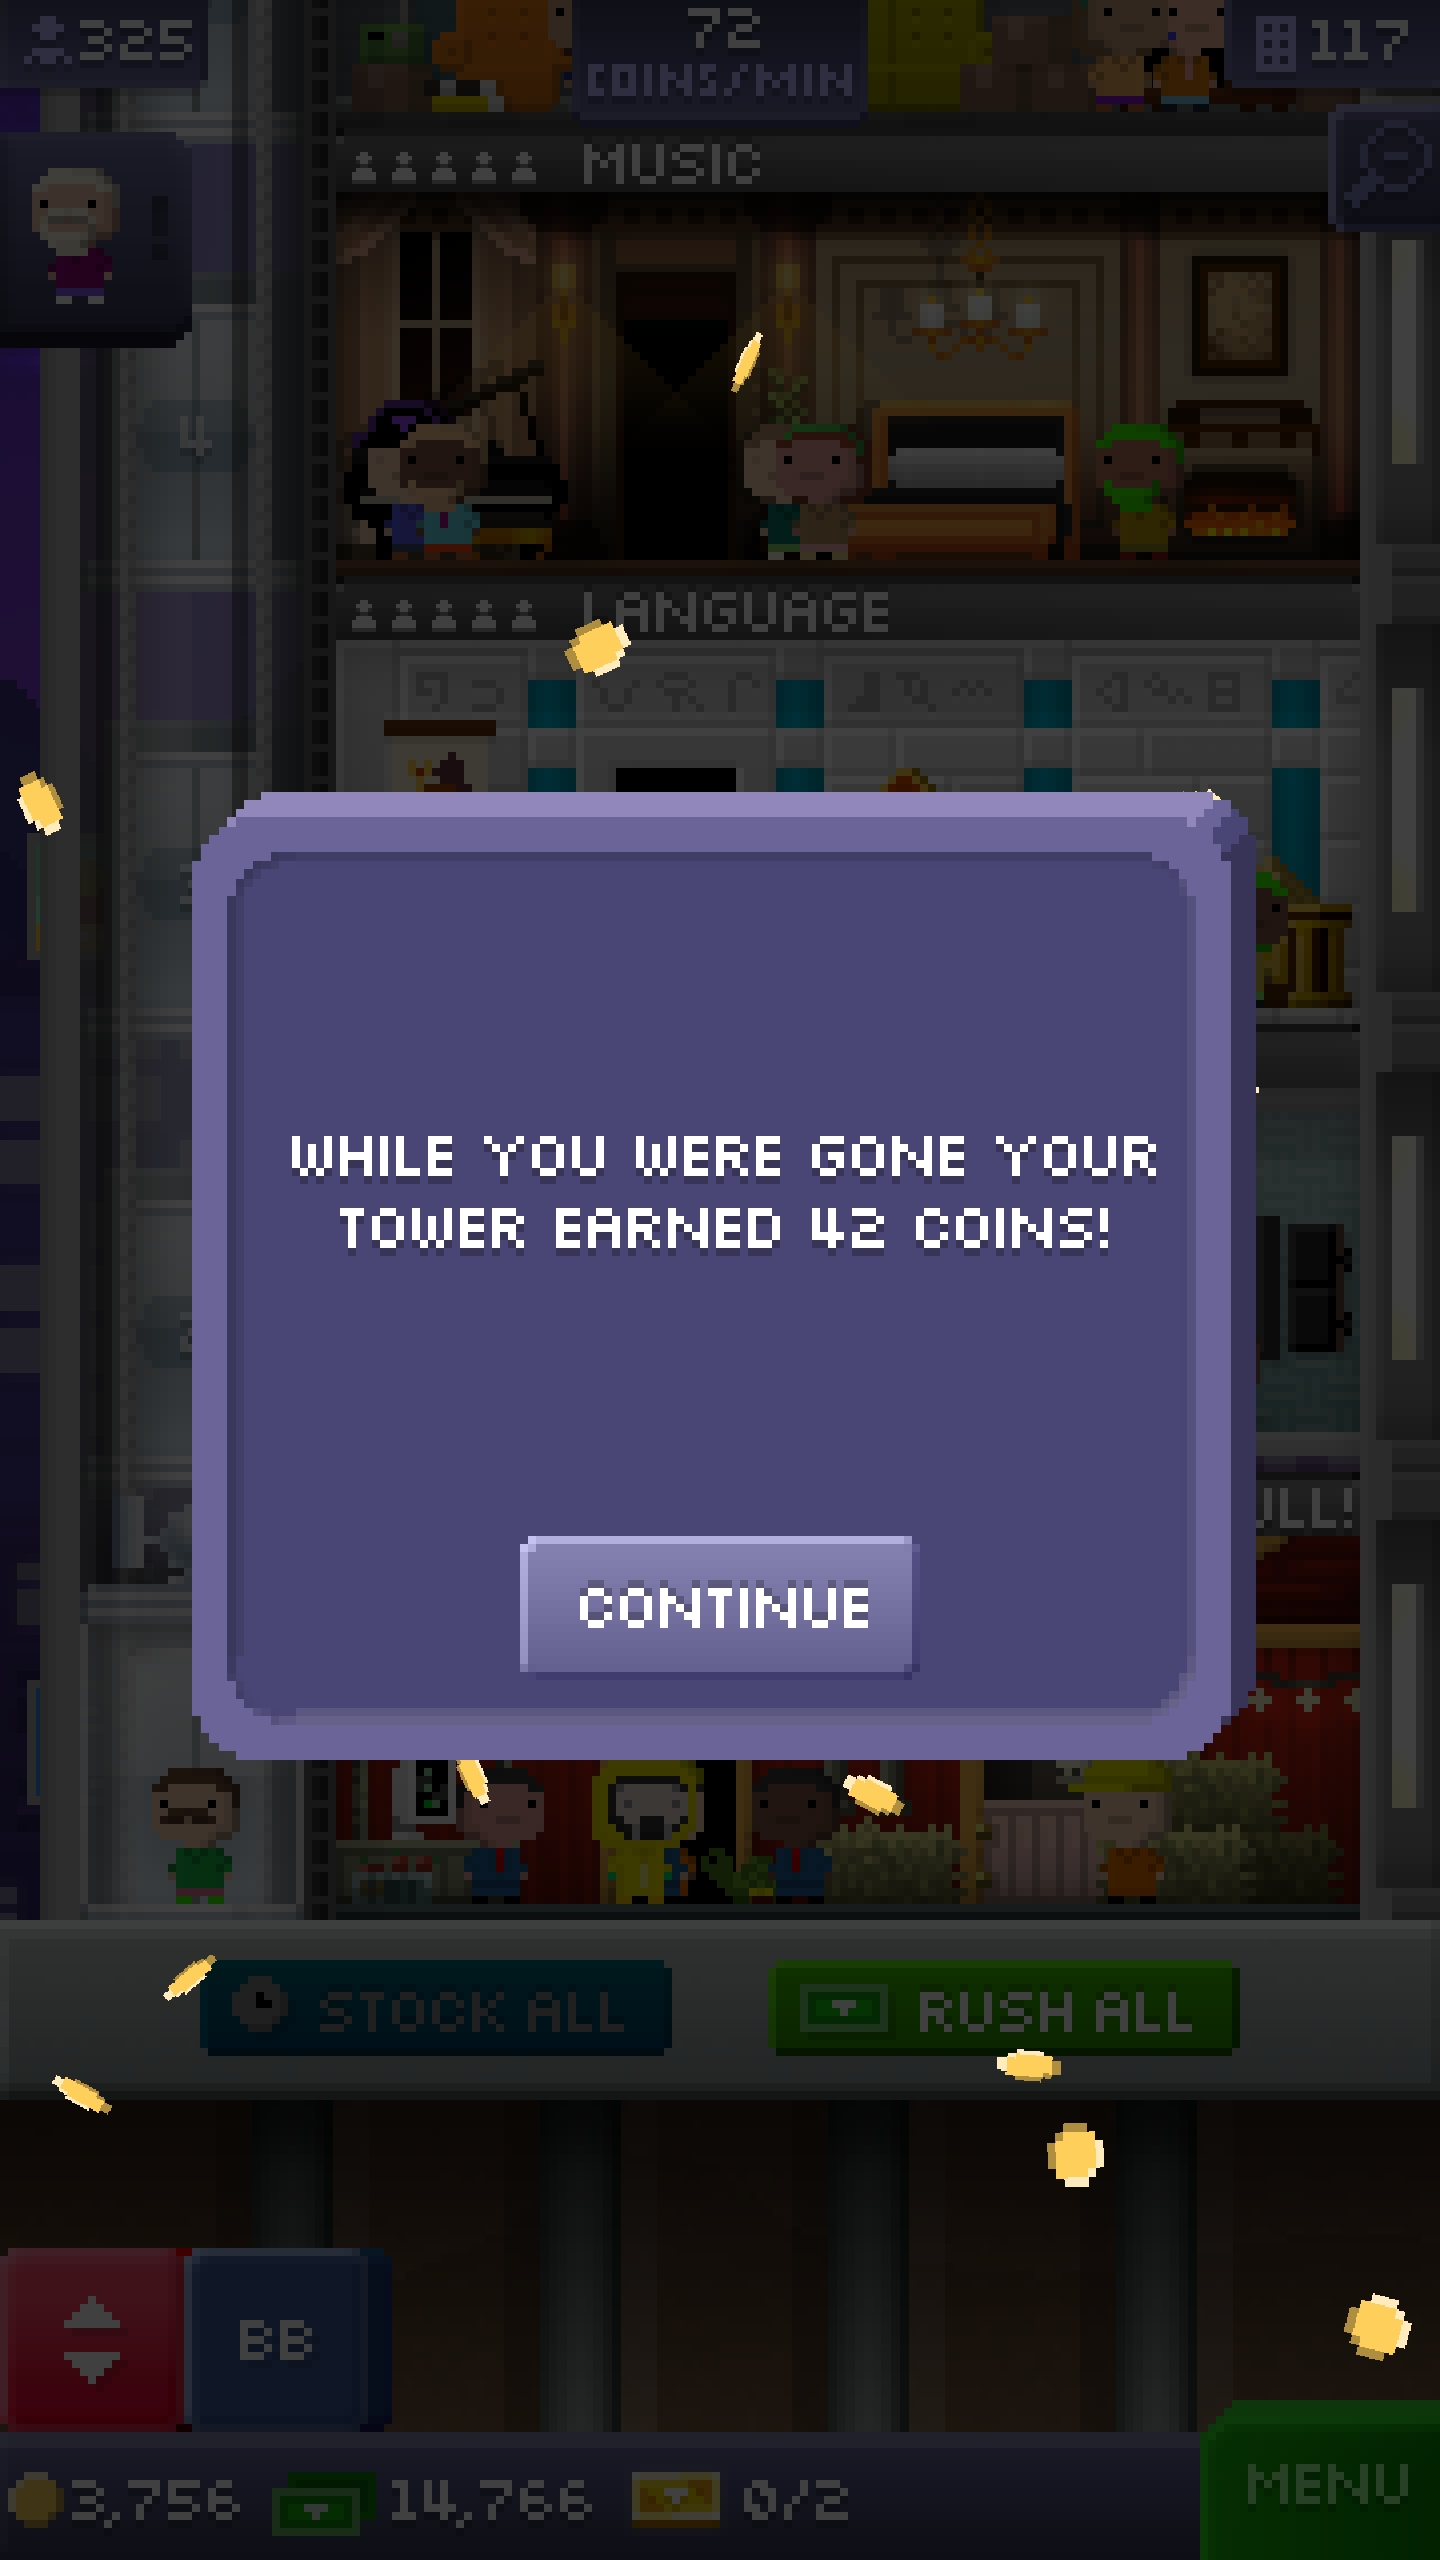 325
72
COINS/MIN
117
MUSIC
4
LANGUAGE
WHILE YOU WERE GONE YOUR
TOWER EARNED 42 COINS!
CONTINUE
STOCK ALL
RUSH ALL
BB
3,756
14,766
0/2
MENU